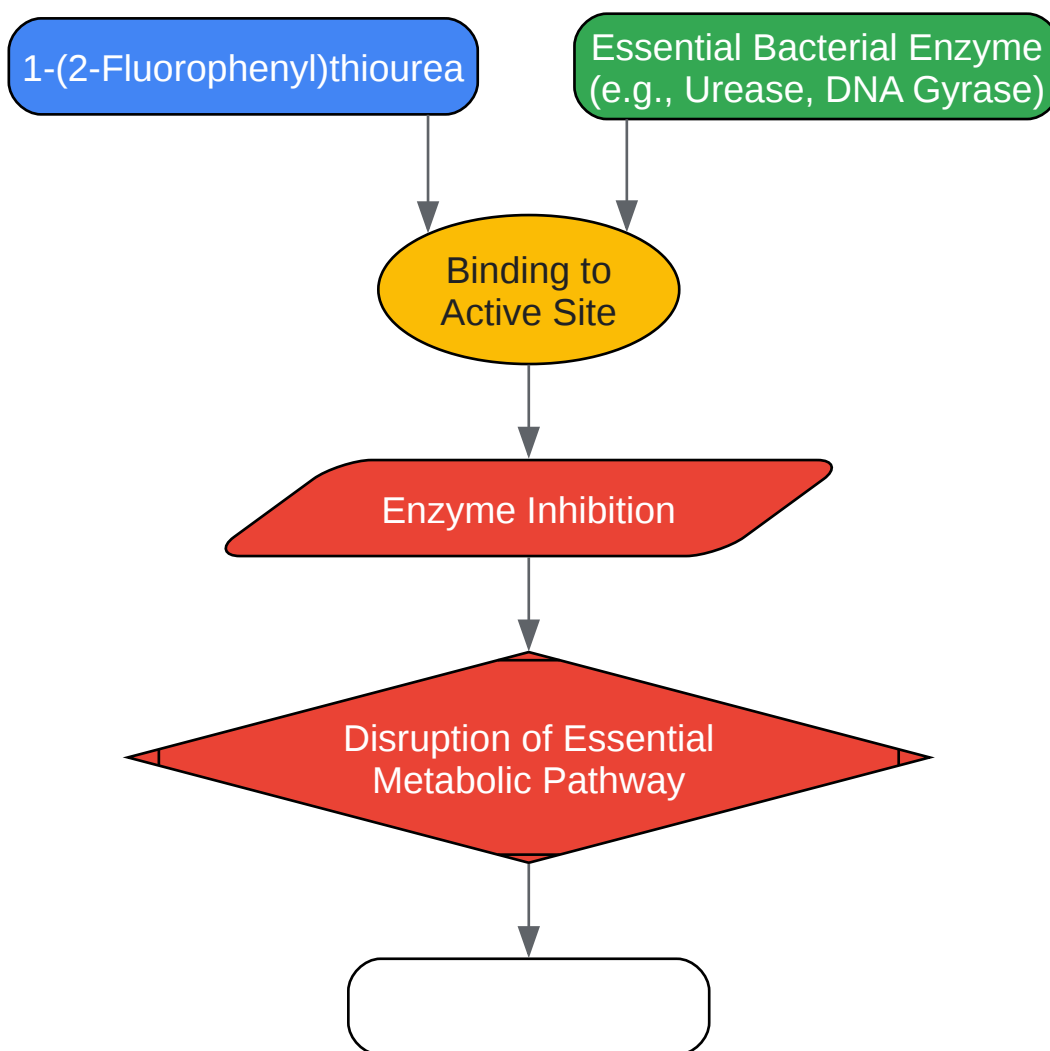 1-(2-Fluorophenyl)thiourea
Essential Bacterial Enzyme
(e.g., Urease, DNA Gyrase)
Binding to
Active Site
Enzyme Inhibition
Disruption of Essential
Metabolic Pathway